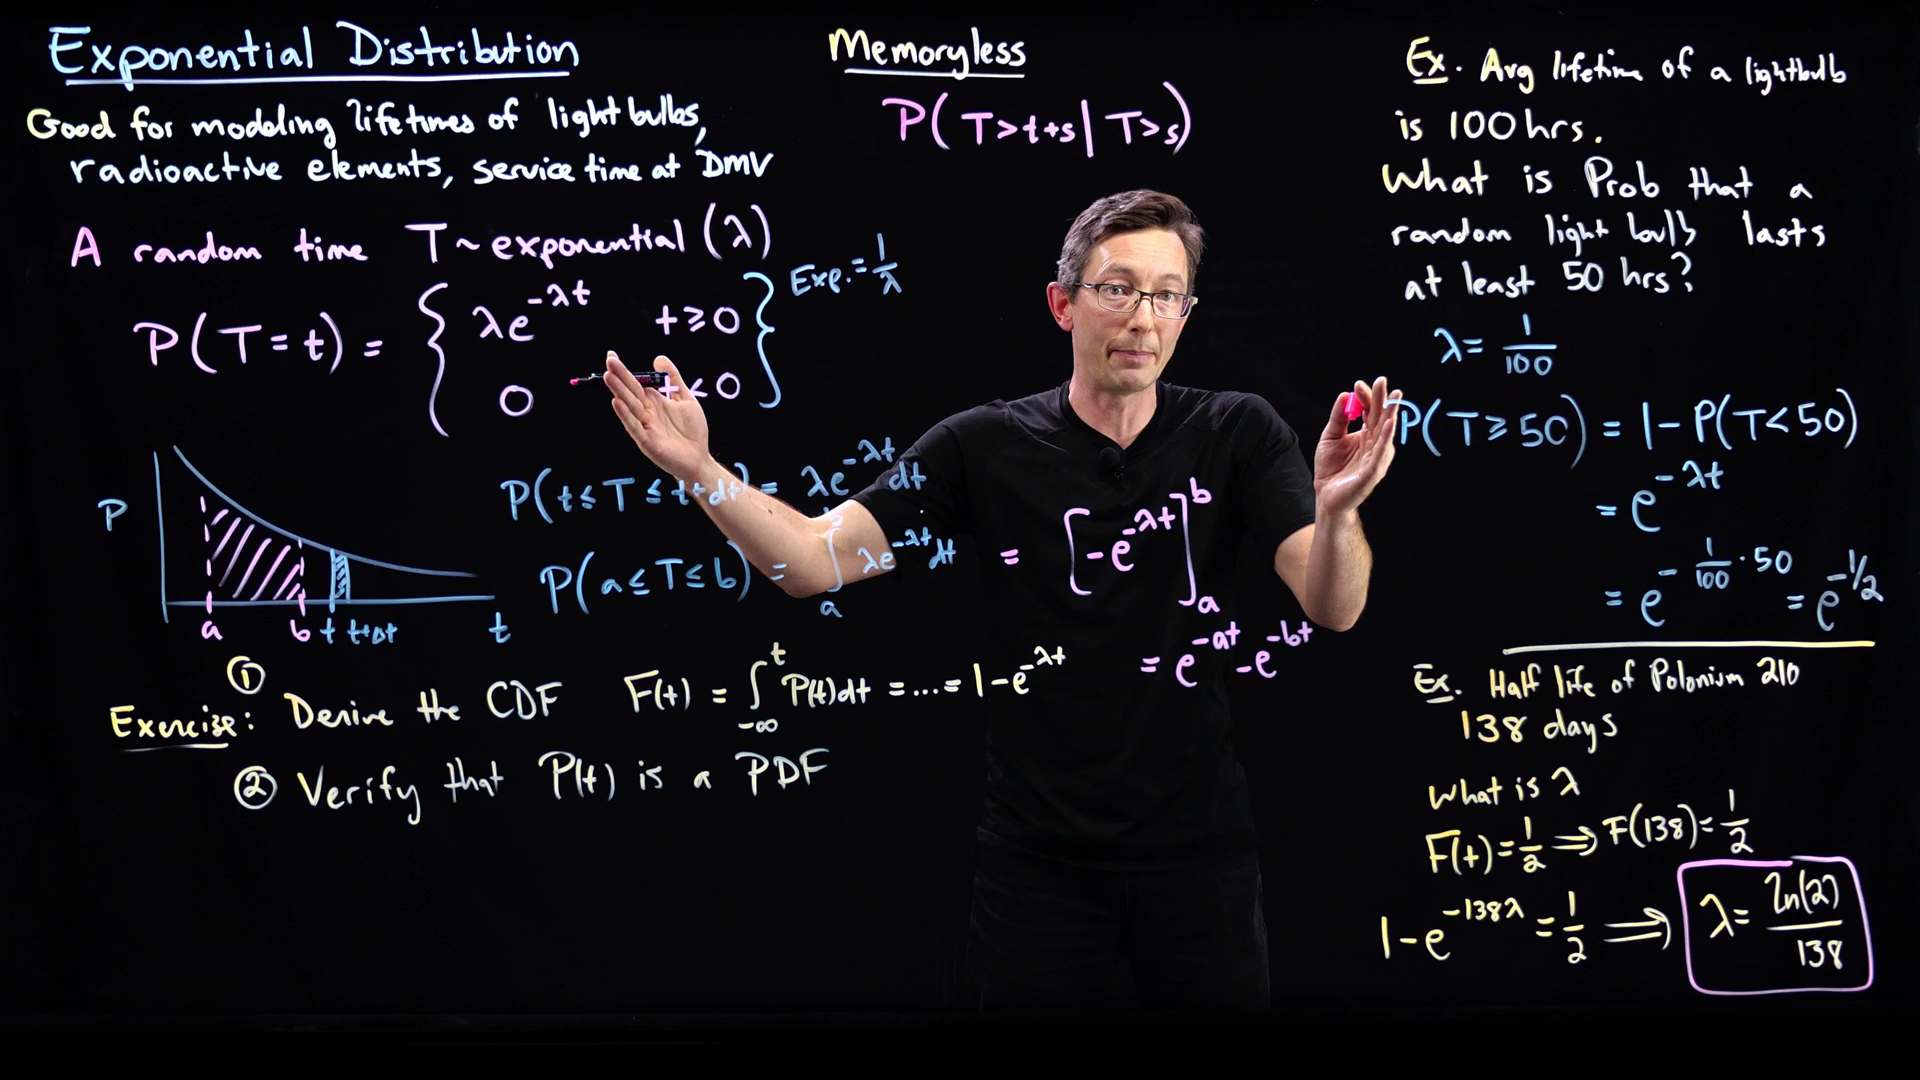 Exponential Distribution
Good for modeling lifetimes of light bulbs,
radioactive elements, service time at DMV
A random time T ~ exponential (λ)
P(T = t) = { λe^{-λt} t ≥ 0
0 t < 0 }
Exp. = 1/λ
P
a b t t+Δt t
P(t ≤ T ≤ t+dt) = λe^{-λt} dt
P(a ≤ T ≤ b) = ∫_a^b λe^{-λt} dt = [-e^{-λt}]_a^b
= e^{-at} - e^{-bt}
Exercise: ① Derive the CDF F(t) = ∫_{-∞}^t P(t)dt = .... = 1 - e^{-λt}
② Verify that P(t) is a PDF
Memoryless
P(T > t+s | T > s)
Ex. Avg lifetime of a lightbulb
is 100 hrs.
What is Prob that a
random light bulb lasts
at least 50 hrs?
λ = 1/100
P(T ≥ 50) = 1 - P(T < 50)
= e^{-λt}
= e^{-1/100 · 50} = e^{-1/2}
Ex. Half life of Polonium 210
138 days
What is λ
F(t) = 1/2 ⟹ F(138) = 1/2
1 - e^{-138λ} = 1/2 ⟹ λ = ln(2)/138